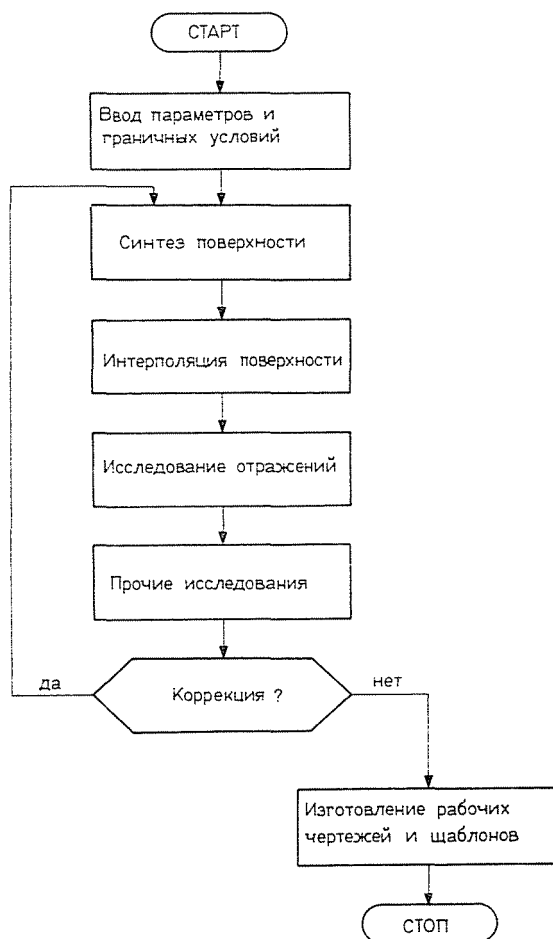 СТАРТ
Ввод параметров и
граничных условий
Синтез поверхности
Интерполяция поверхности
Исследование отражений
Прочие исследования
да
Коррекция ?
нет
Изготовление рабочих
чертежей и щаблонов
СТОП